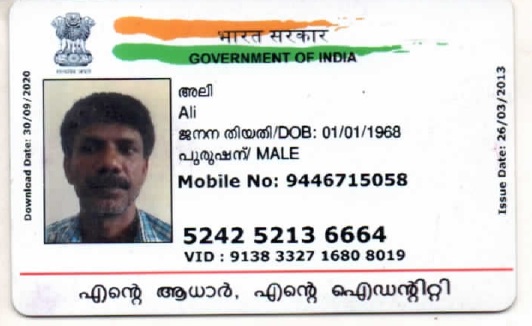 भारत सरकार
GOVERNMENT OF INDIA
Download Date: 30/09/2020
അലി
Ali
ജനന തിയതി/DOB: 01/01/1968
പുരുഷന്/ MALE
Mobile No: 9446715058
Issue Date: 26/03/2013
5242 5213 6664
VID : 9138 3327 1680 8019
എന്റെ ആധാർ, എന്റെ ഐഡന്റിറ്റി